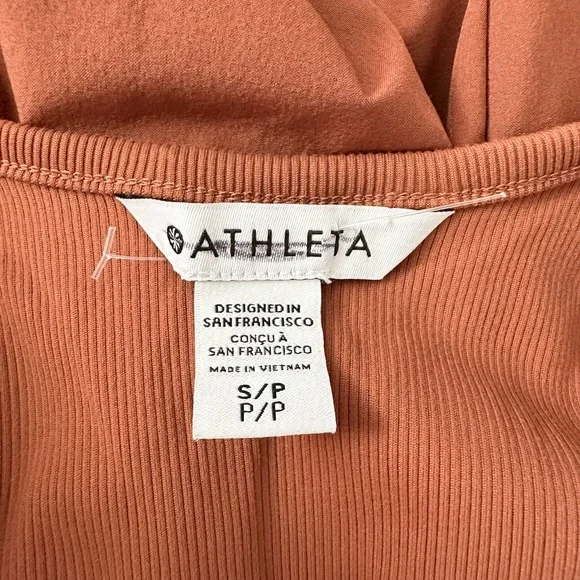 ATHLETA
DESIGNED IN
SAN FRANCISCO
CONÇU À
SAN FRANCISCO
MADE IN VIETNAM
S/P
P/P